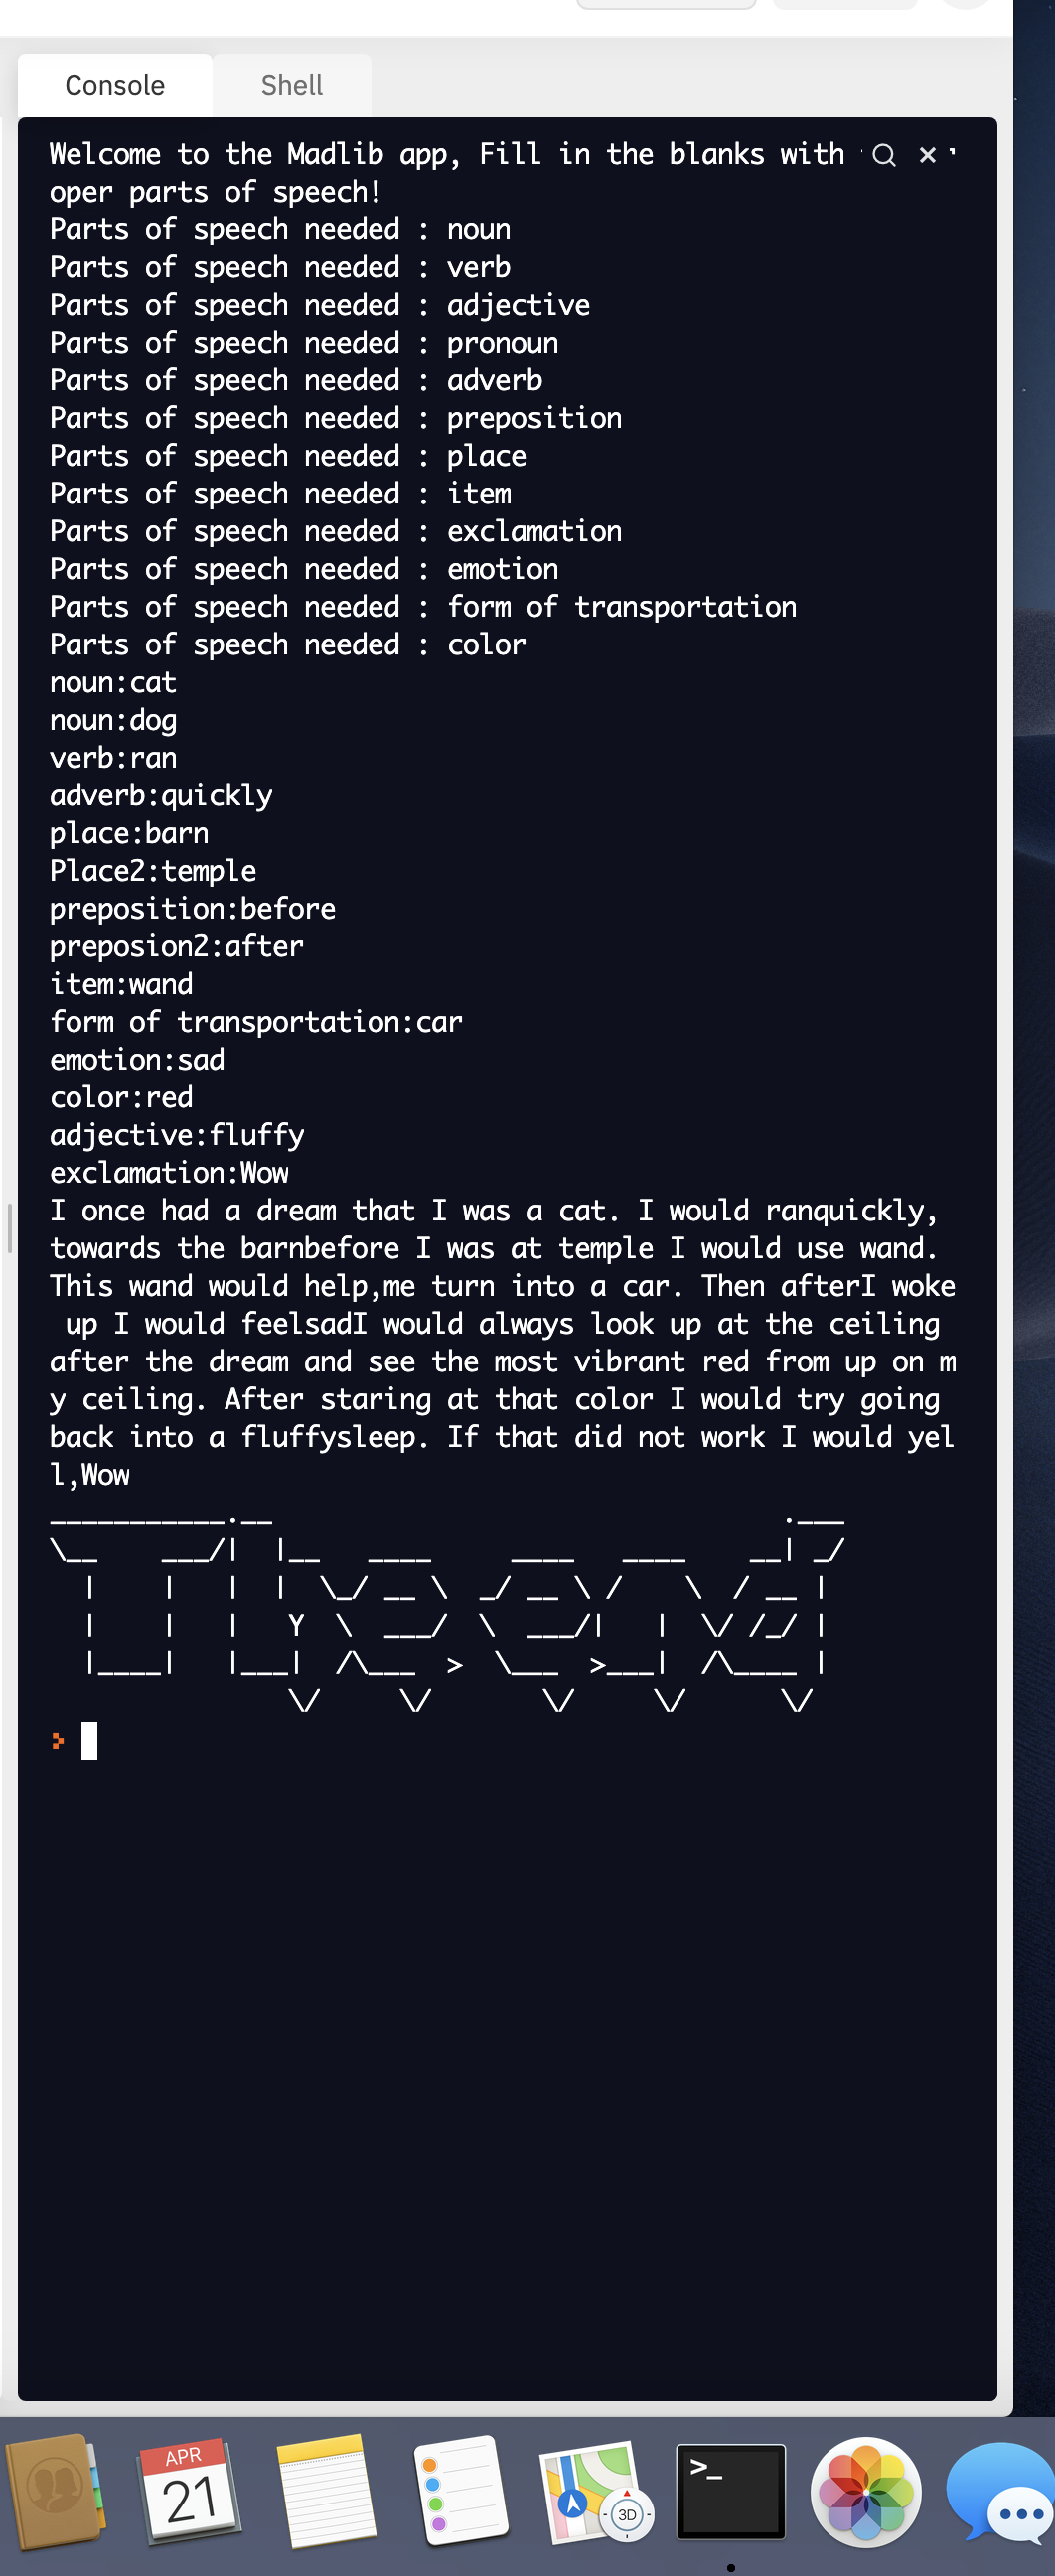 Console
Shell
Welcome to the Madlib app, Fill in the blanks with
oper parts of speech!
Parts of speech needed : noun
Parts of speech needed : verb
Parts of speech needed : adjective
Parts of speech needed : pronoun
Parts of speech needed : adverb
Parts of speech needed : preposition
Parts of speech needed : place
Parts of speech needed : item
Parts of speech needed : exclamation
Parts of speech needed : emotion
Parts of speech needed : form of transportation
Parts of speech needed : color
noun:cat
noun:dog
verb:ran
adverb:quickly
place:barn
Place2:temple
preposition:before
preposion2:after
item:wand
form of transportation:car
emotion:sad
color:red
adjective:fluffy
exclamation:Wow
I once had a dream that I was a cat. I would ranquickly,
towards the barnbefore I was at temple I would use wand.
This wand would help,me turn into a car. Then afterI woke
up I would feelsadI would always look up at the ceiling
after the dream and see the most vibrant red from up on m
y ceiling. After staring at that color I would try going
back into a fluffysleep. If that did not work I would yel
l,Wow
The end
APR
21
3D
>_